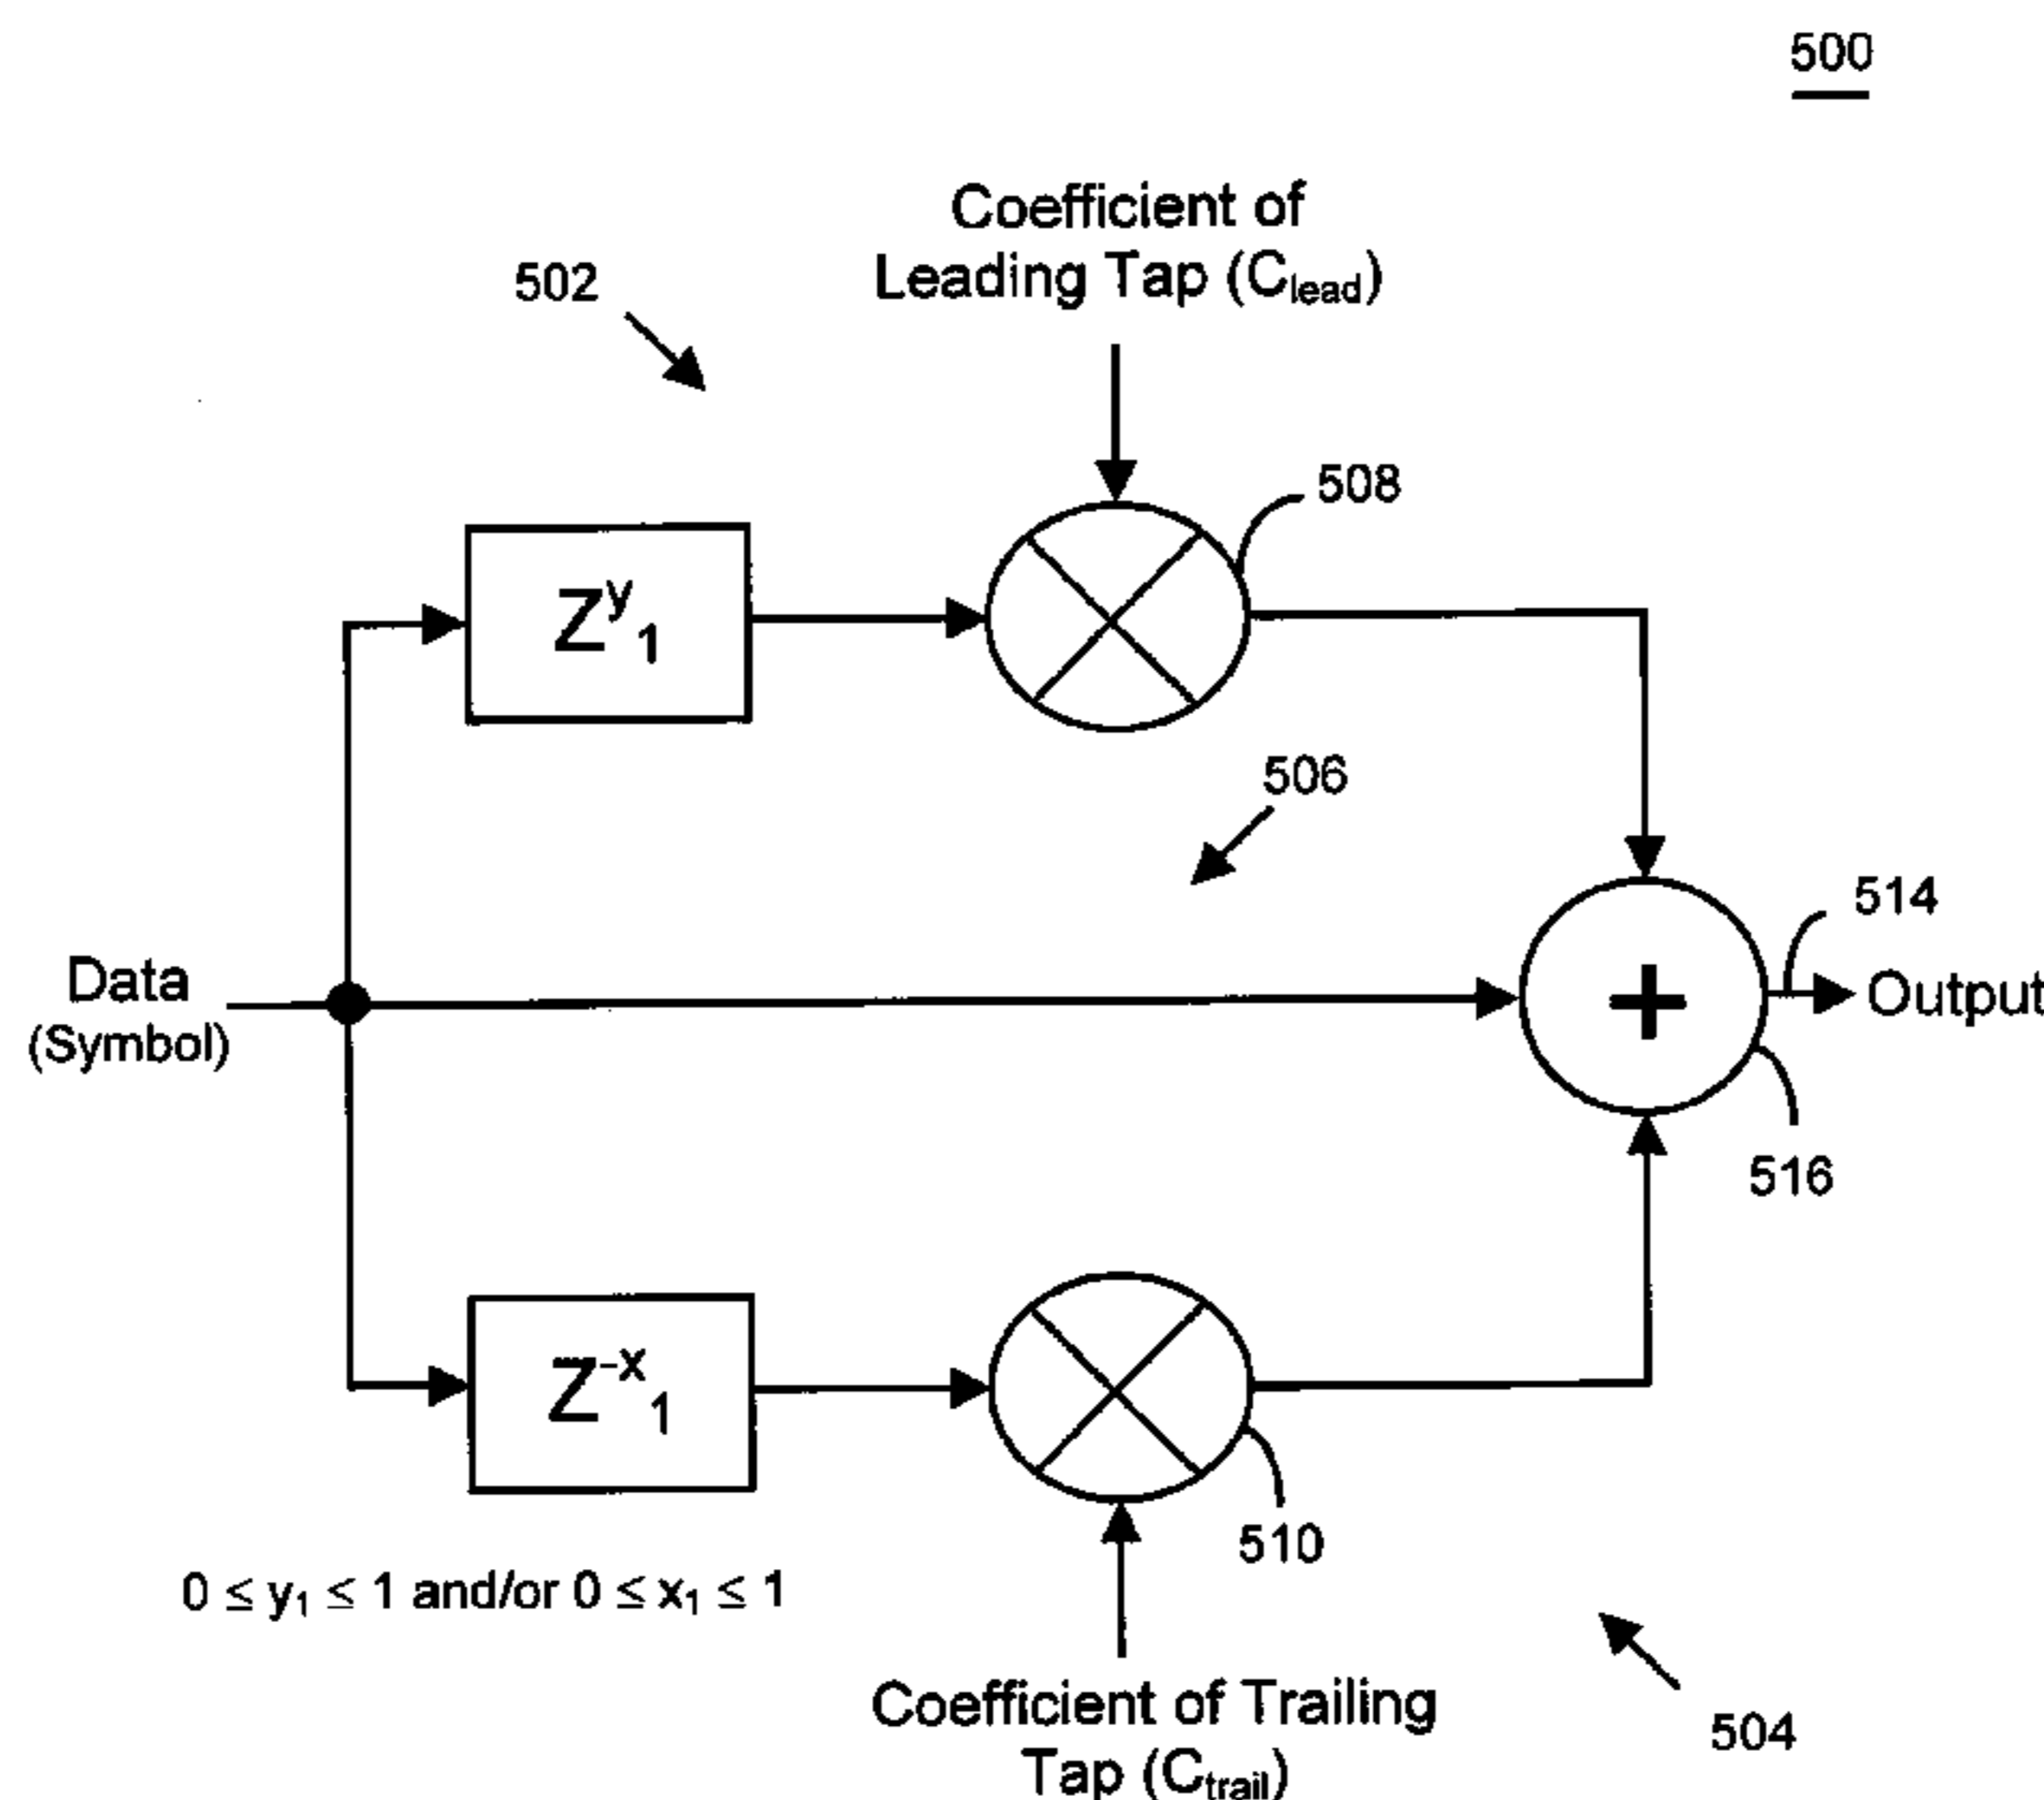 500
Coefficient of
Leading Tap (Clead)
502
508
Zy1
506
514
Data
(Symbol)
+
Output
516
Z-x1
510
0 ≤ y1 ≤ 1 and/or 0 ≤ x1 ≤ 1
Coefficient of Trailing
Tap (Ctrail)
504